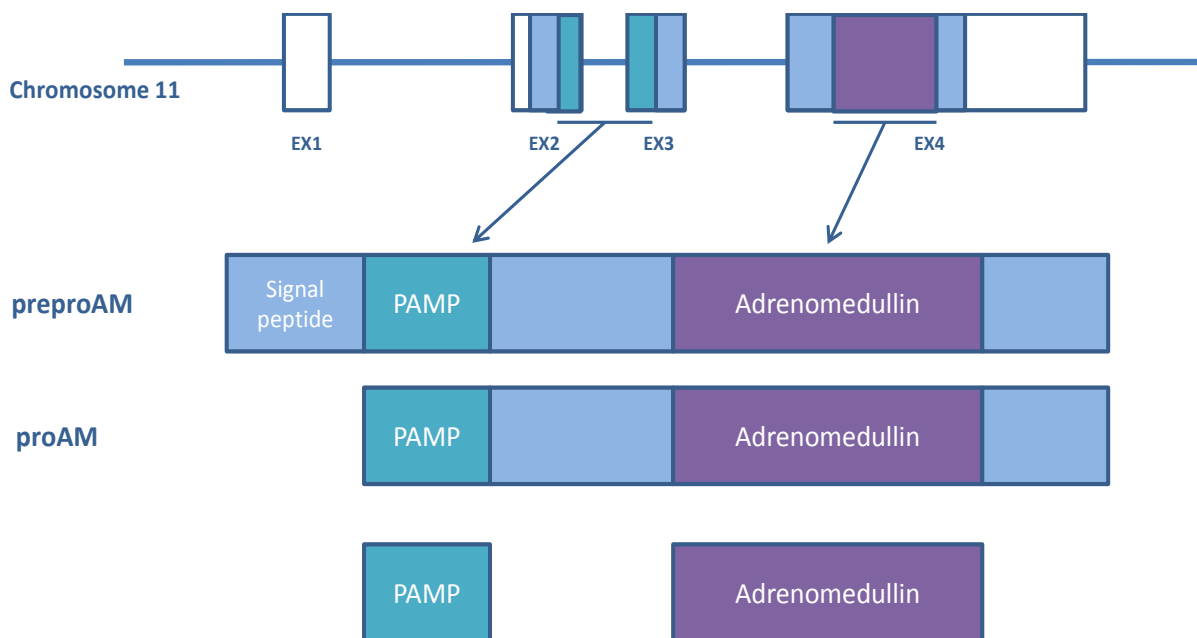 Chromosome 11
EX1
EX2
EX3
EX4
preproAM
Signal
peptide
PAMP
Adrenomedullin
proAM
PAMP
Adrenomedullin
PAMP
Adrenomedullin